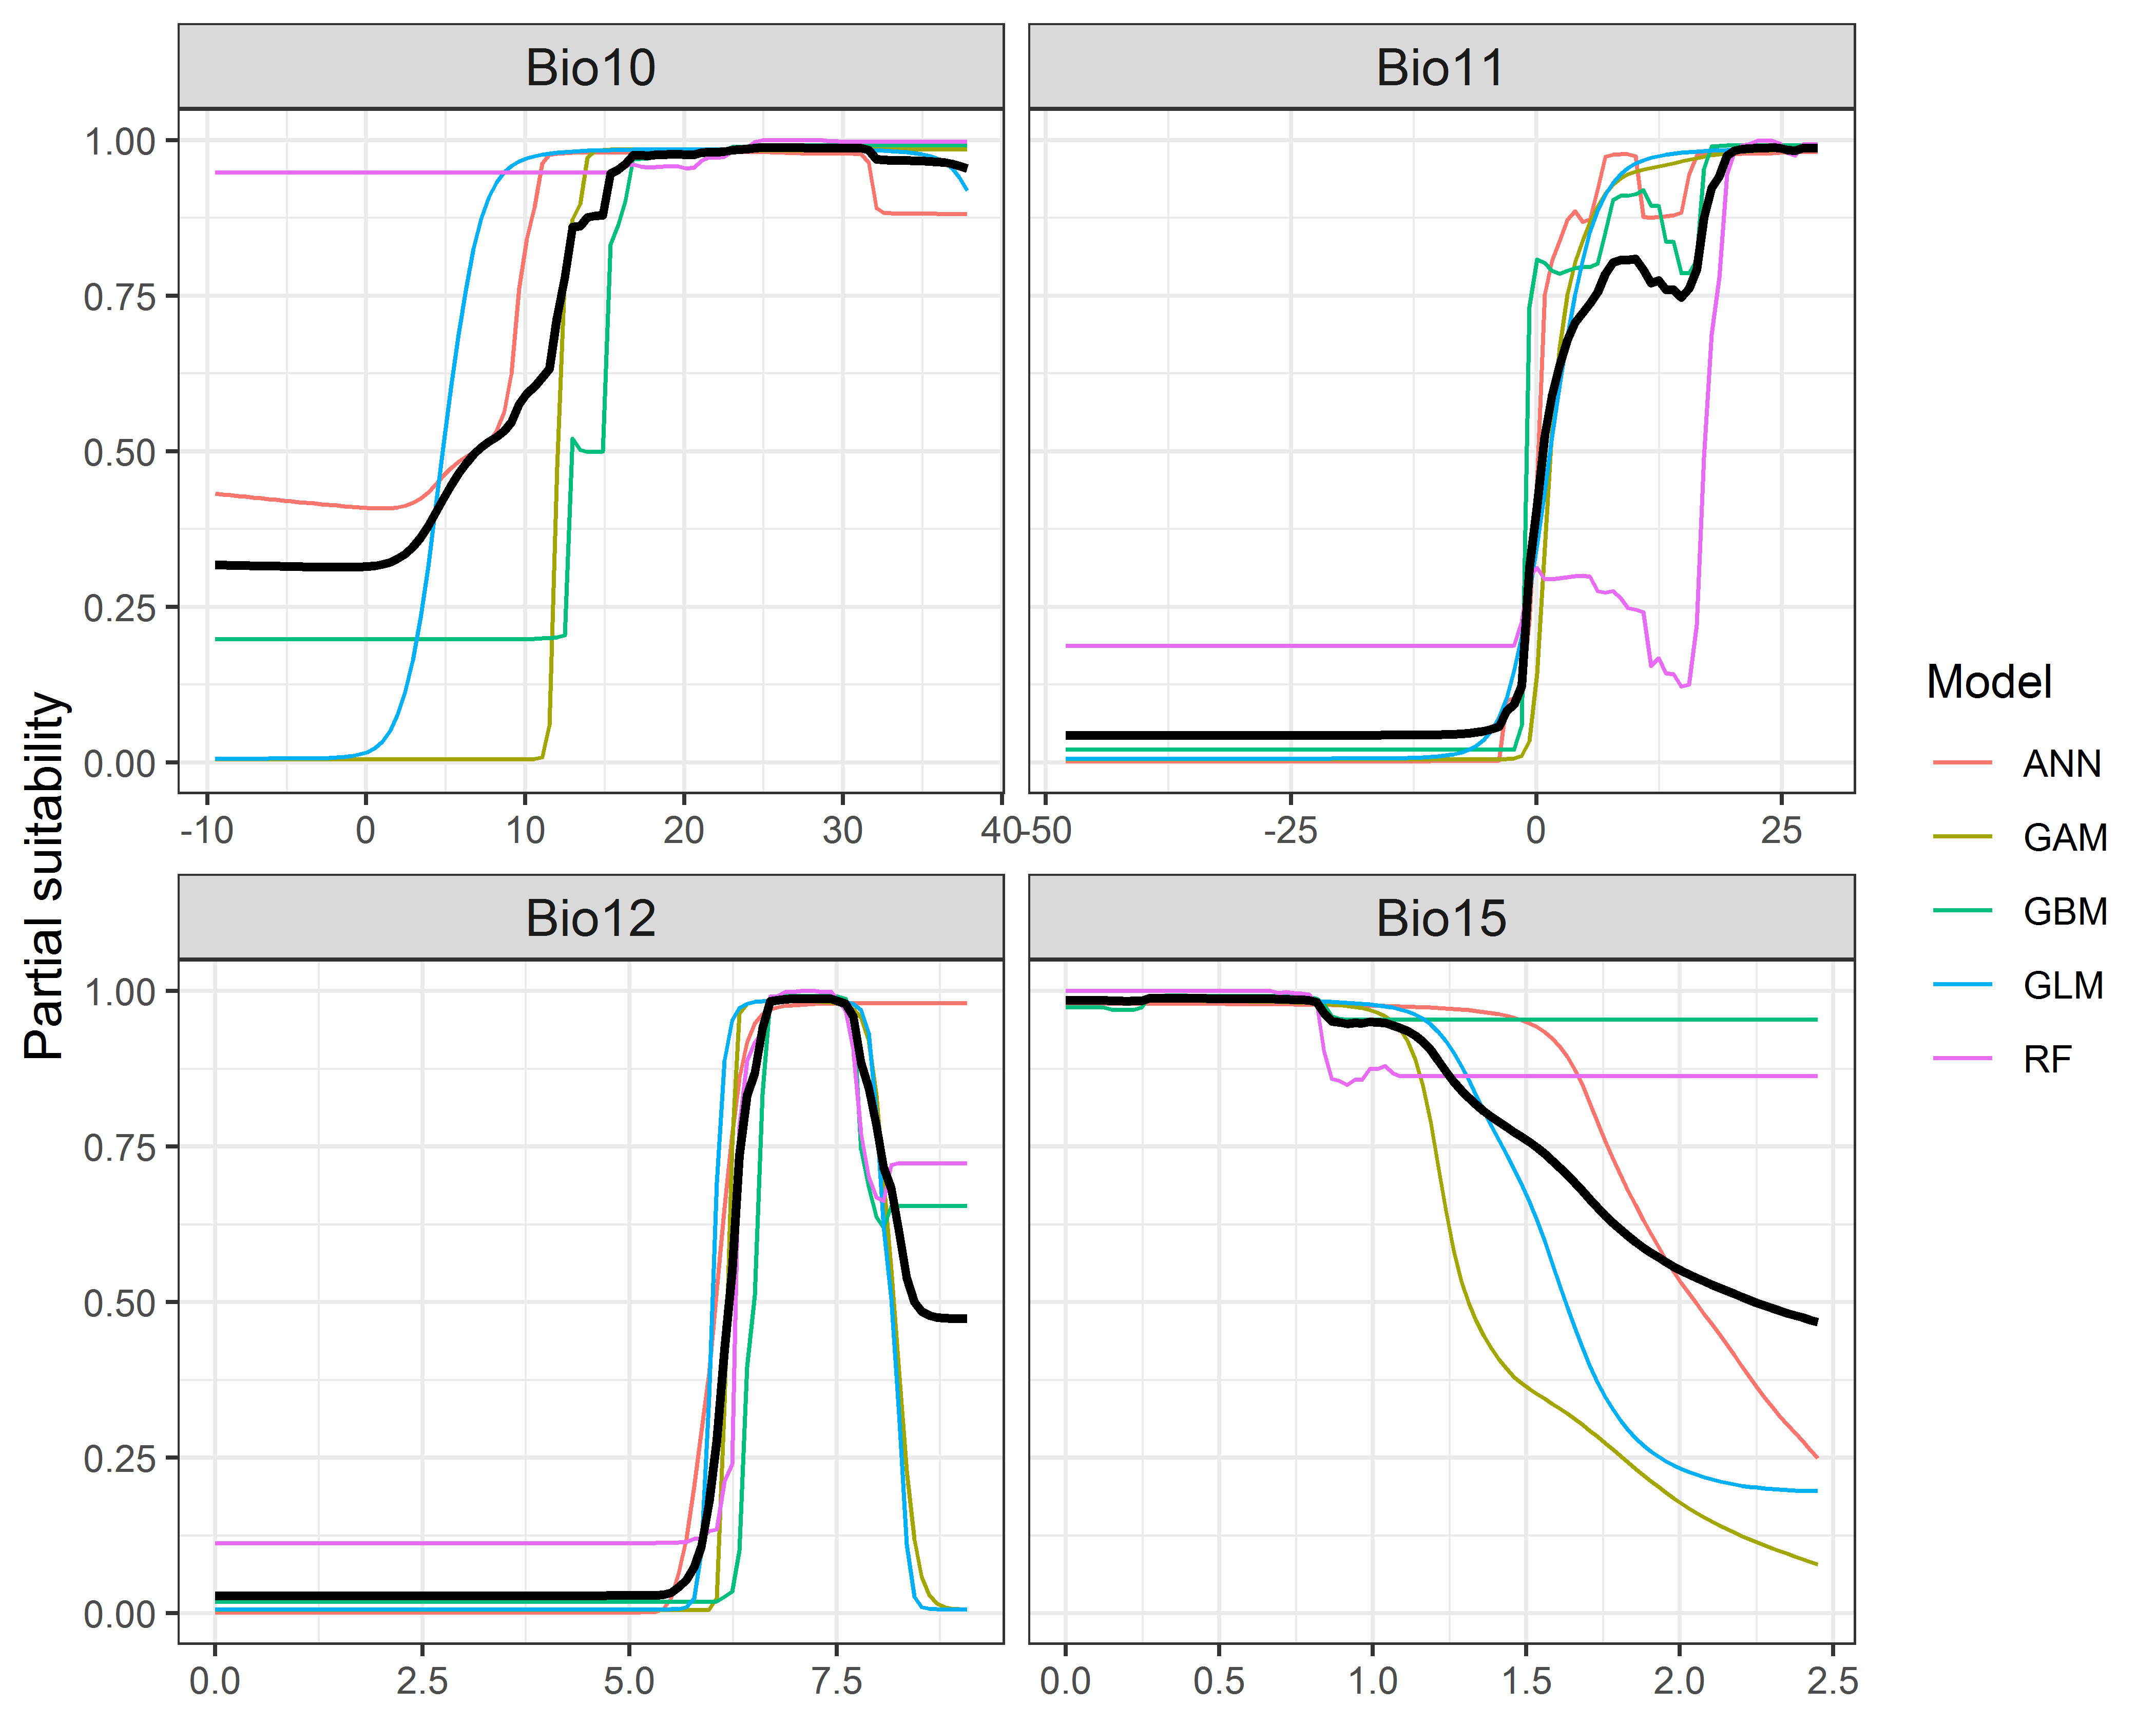 Bio10
Bio11
1.00
0.75
0.50
0.25
0.00
-10 0 10 20 30 40
-50 -25 0 25
Partial suitability
Bio12
Bio15
1.00
0.75
0.50
0.25
0.00
0.0 2.5 5.0 7.5
0.0 0.5 1.0 1.5 2.0 2.5
Model
ANN
GAM
GBM
GLM
RF